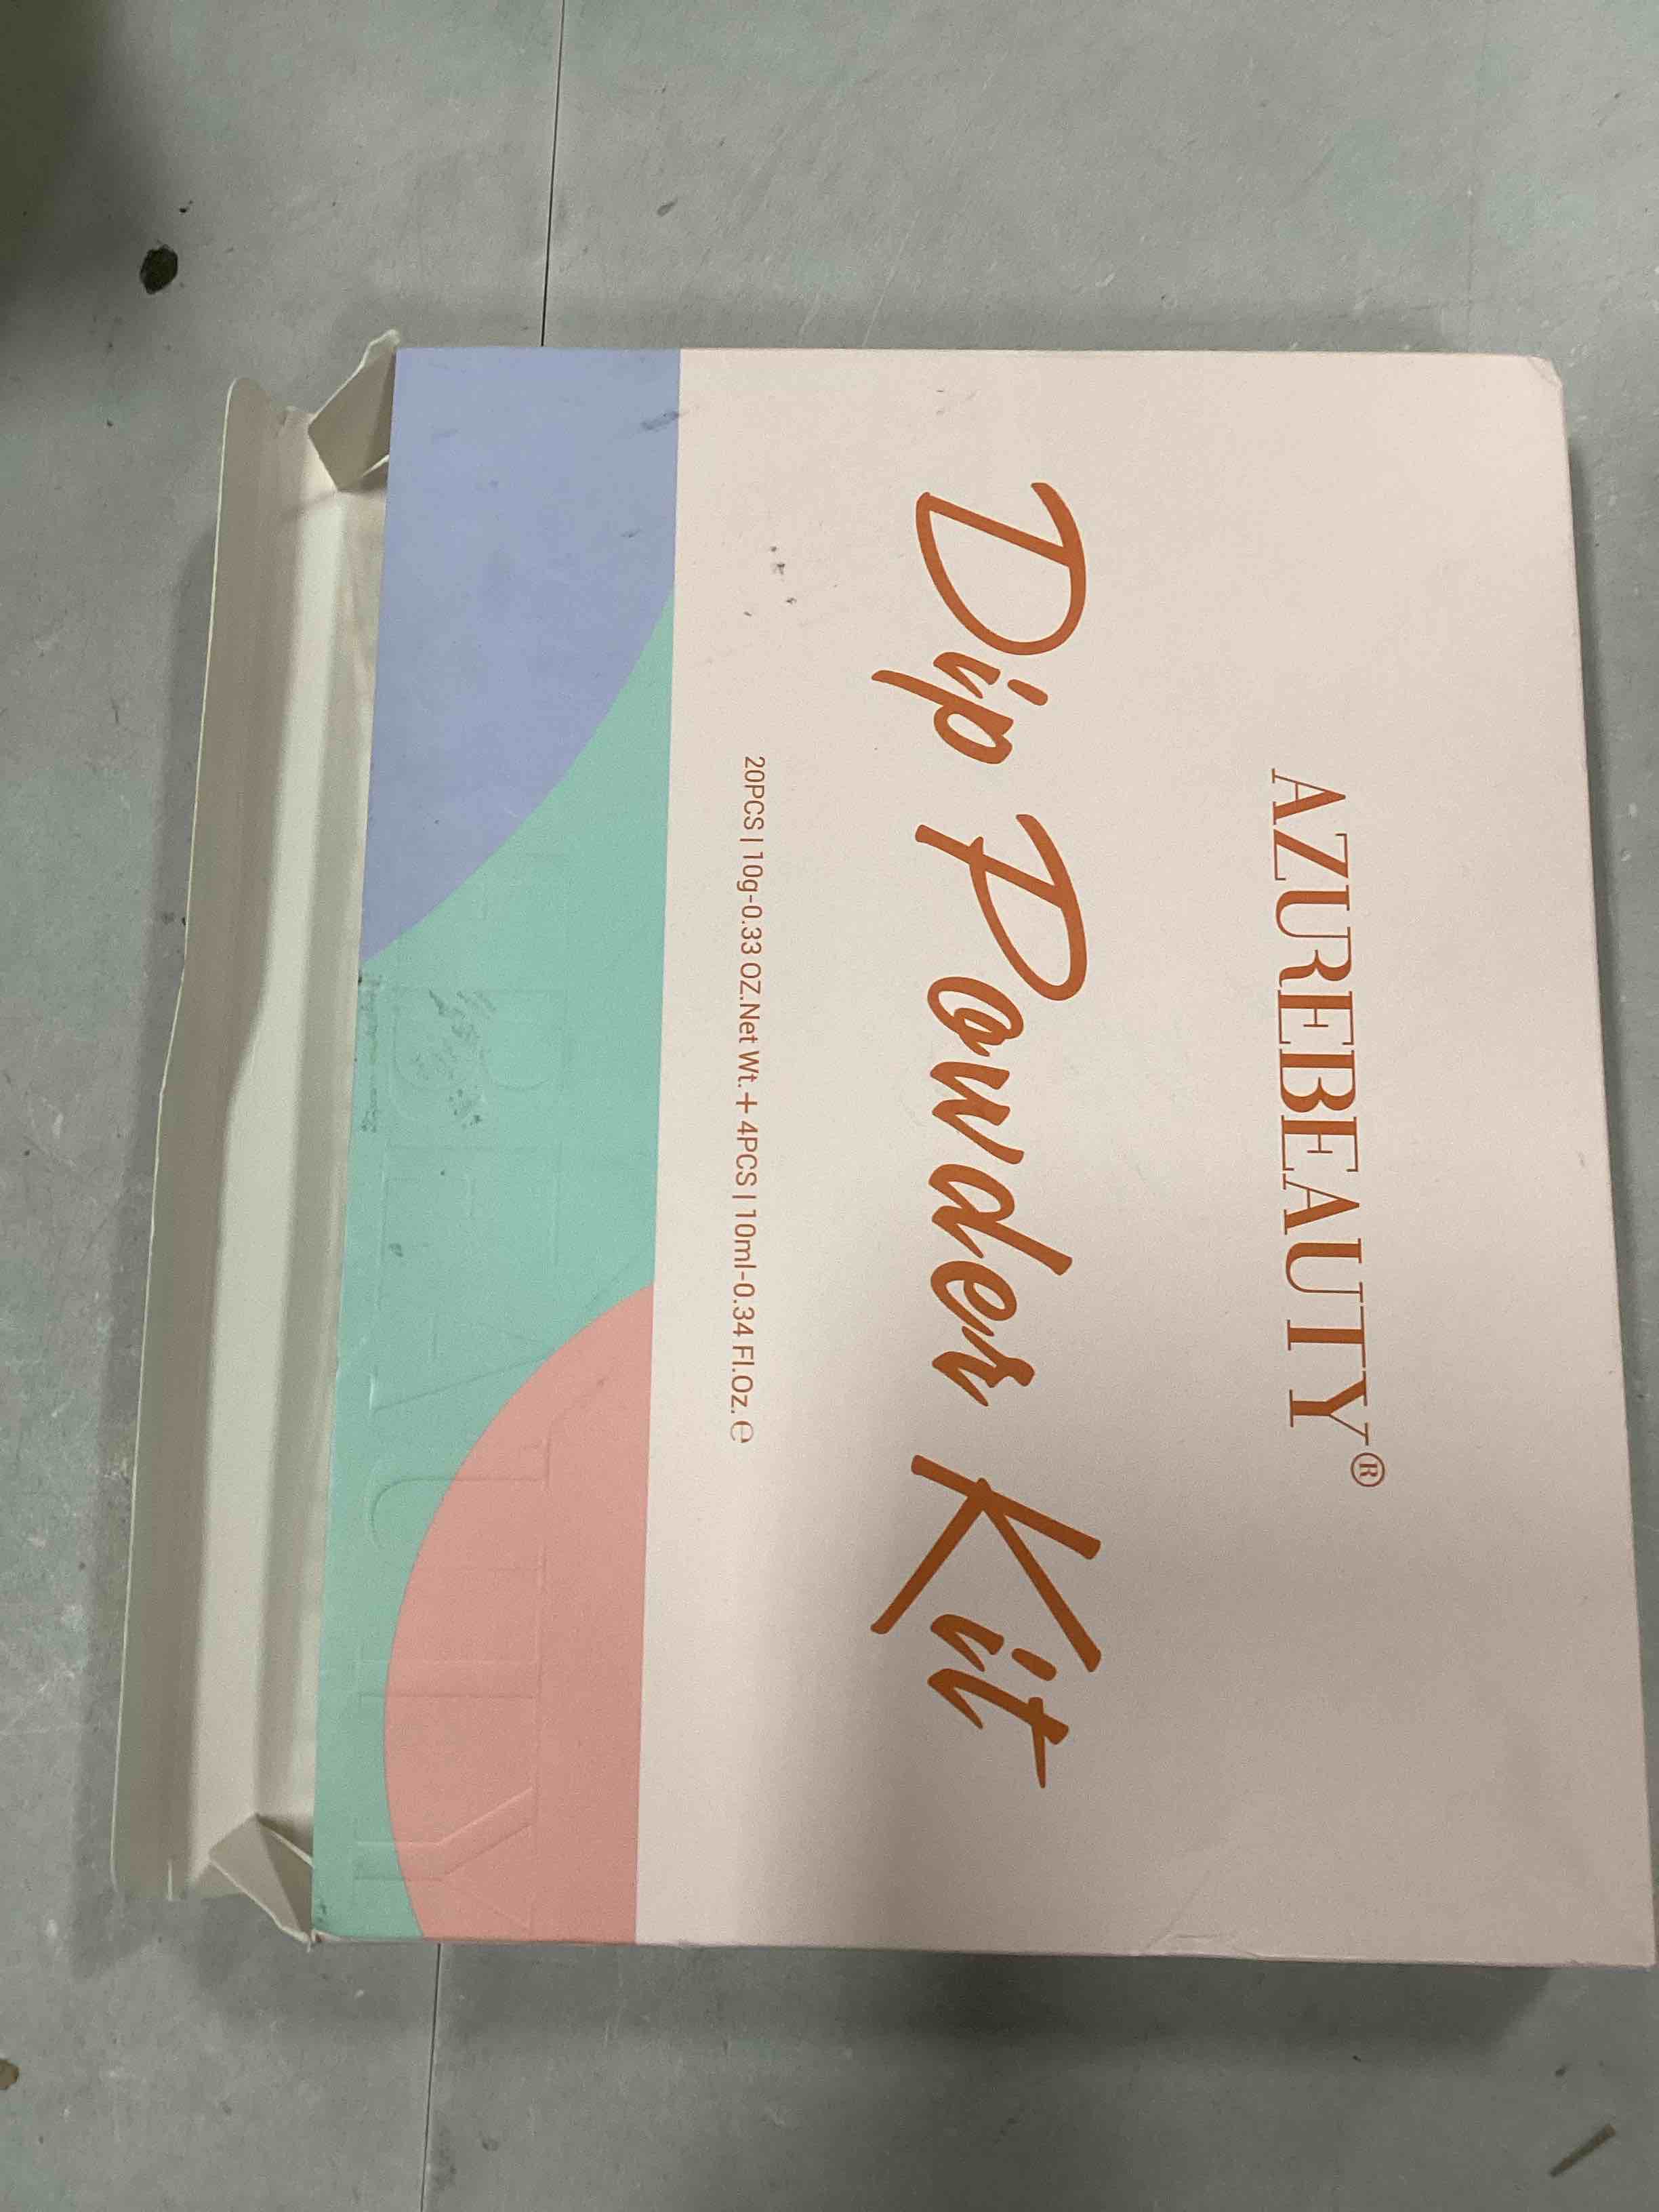 AZUREBEAUTY®
Dip Powder Kit
20PCS | 10g-0.33 OZ.Net Wt. + 4PCS | 10ml-0.34 Fl.Oz. ℮